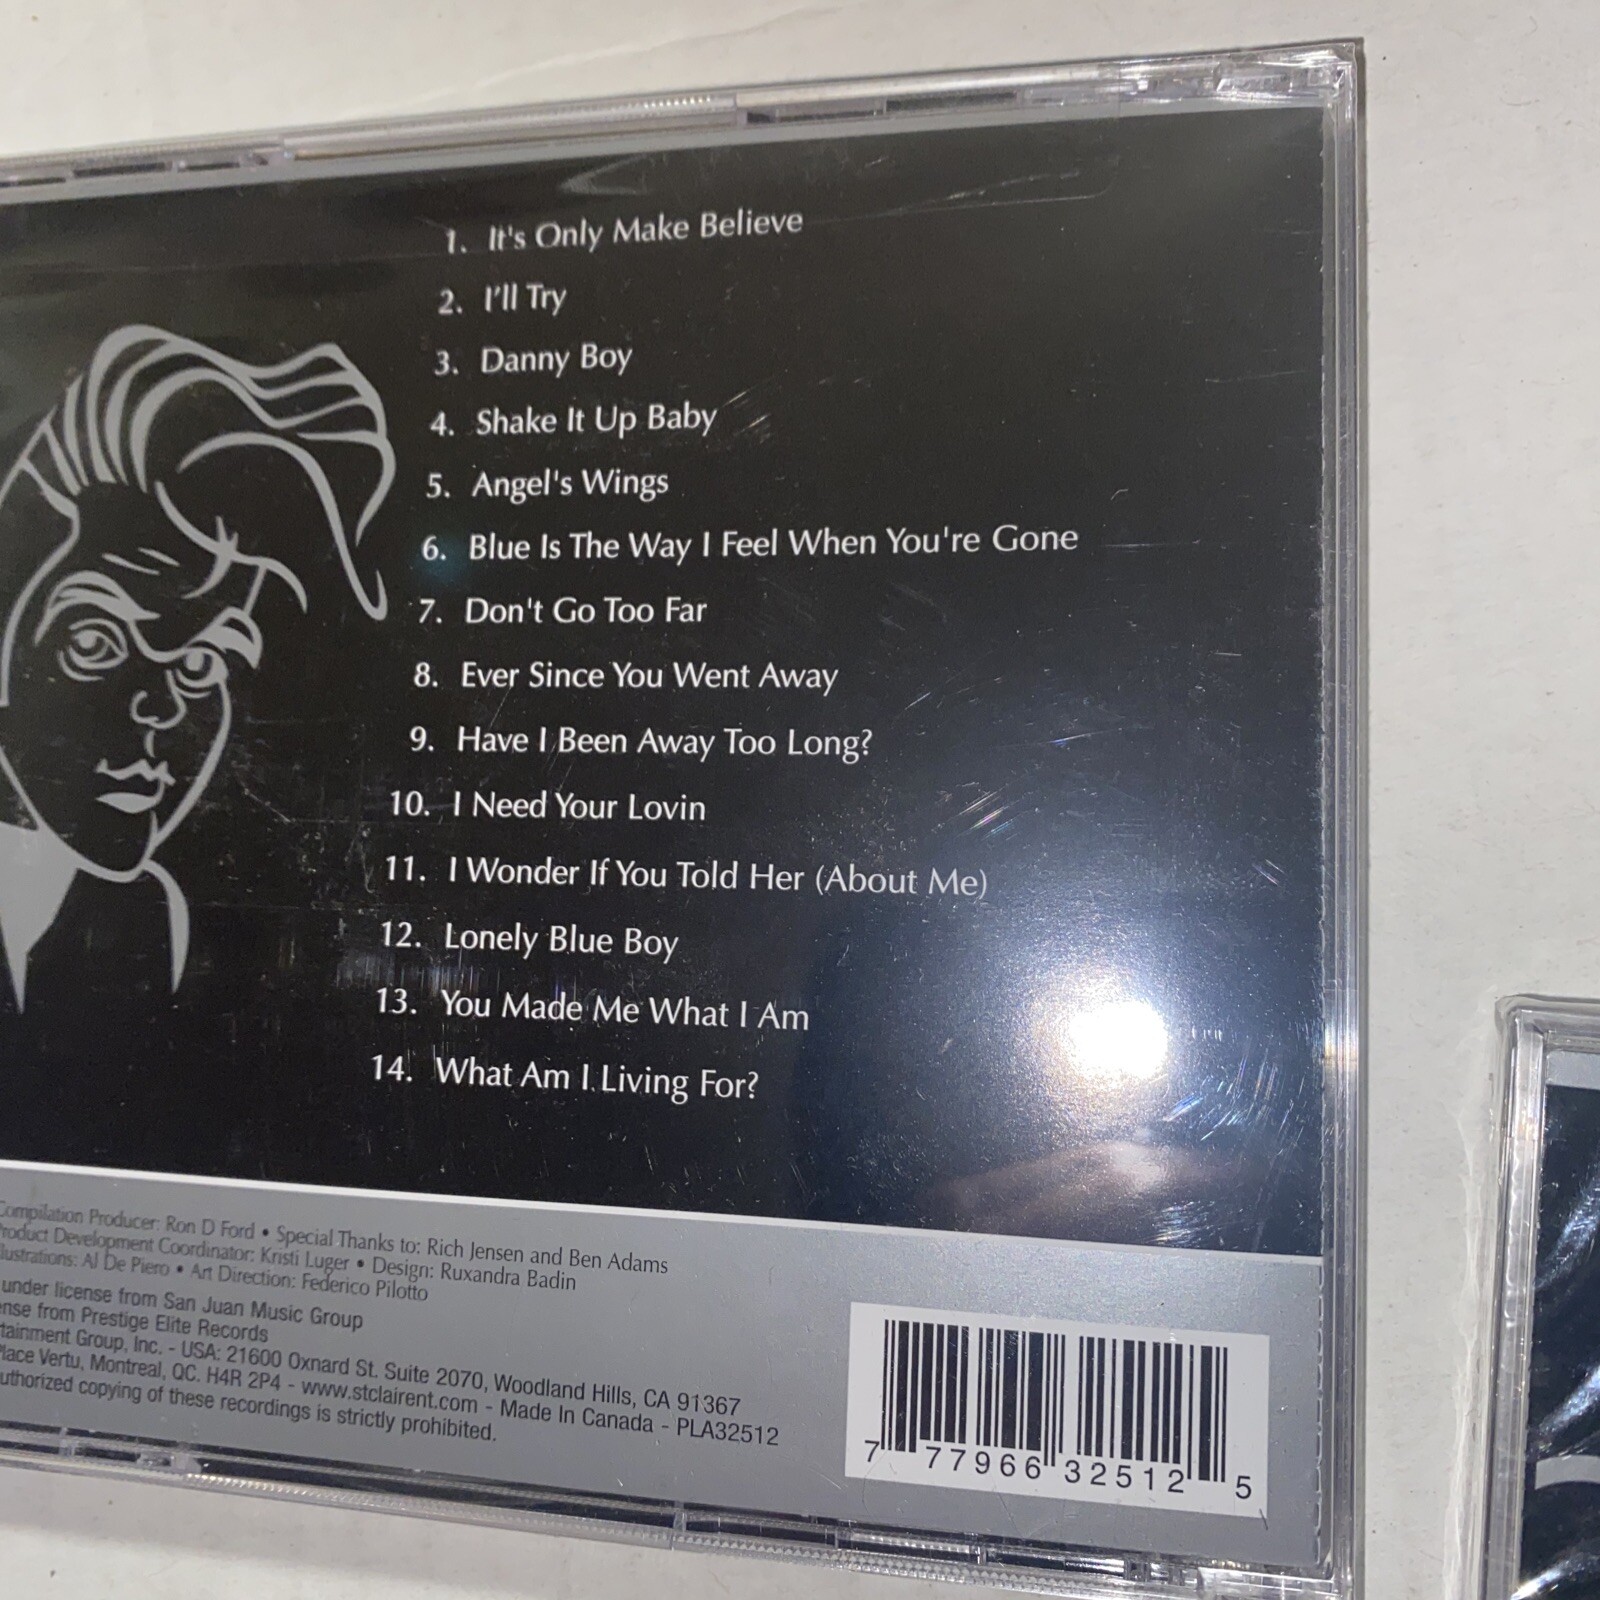 1. It's Only Make Believe
2. I'll Try
3. Danny Boy
4. Shake It Up Baby
5. Angel's Wings
6. Blue Is The Way I Feel When You're Gone
7. Don't Go Too Far
8. Ever Since You Went Away
9. Have I Been Away Too Long?
10. I Need Your Lovin
11. I Wonder If You Told Her (About Me)
12. Lonely Blue Boy
13. You Made Me What I Am
14. What Am I Living For?
Compilation Producer: Ron D Ford • Special Thanks to: Rich Jensen and Ben Adams
Product Development Coordinator: Kristi Luger • Design: Ruxandra Badin
llustrations: Al De Piero • Art Direction: Federico Pilotto
under license from San Juan Music Group
nse from Prestige Elite Records
tainment Group, Inc. - USA: 21600 Oxnard St. Suite 2070, Woodland Hills, CA 91367
Place Vertu, Montreal, QC. H4R 2P4 - www.stclairent.com - Made In Canada - PLA32512
uthorized copying of these recordings is strictly prohibited.
7 77966 32512 5